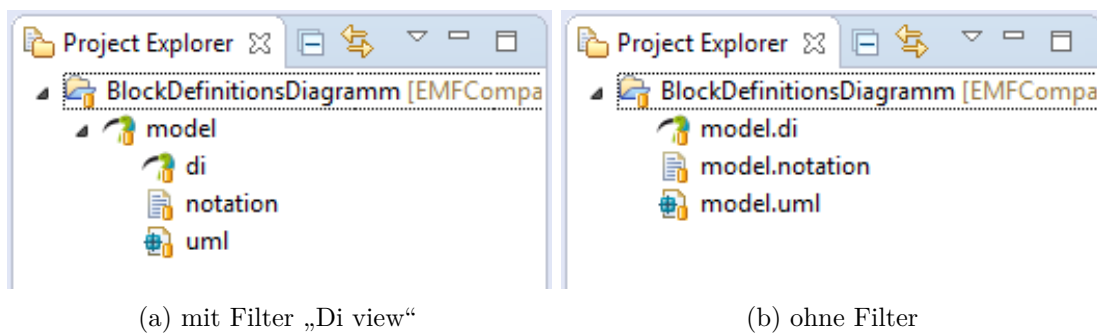 Project Explorer
BlockDefinitionsDiagramm [EMFCompa
model
di
notation
uml
(a) mit Filter „Di view“
Project Explorer
BlockDefinitionsDiagramm [EMFCompa
model.di
model.notation
model.uml
(b) ohne Filter